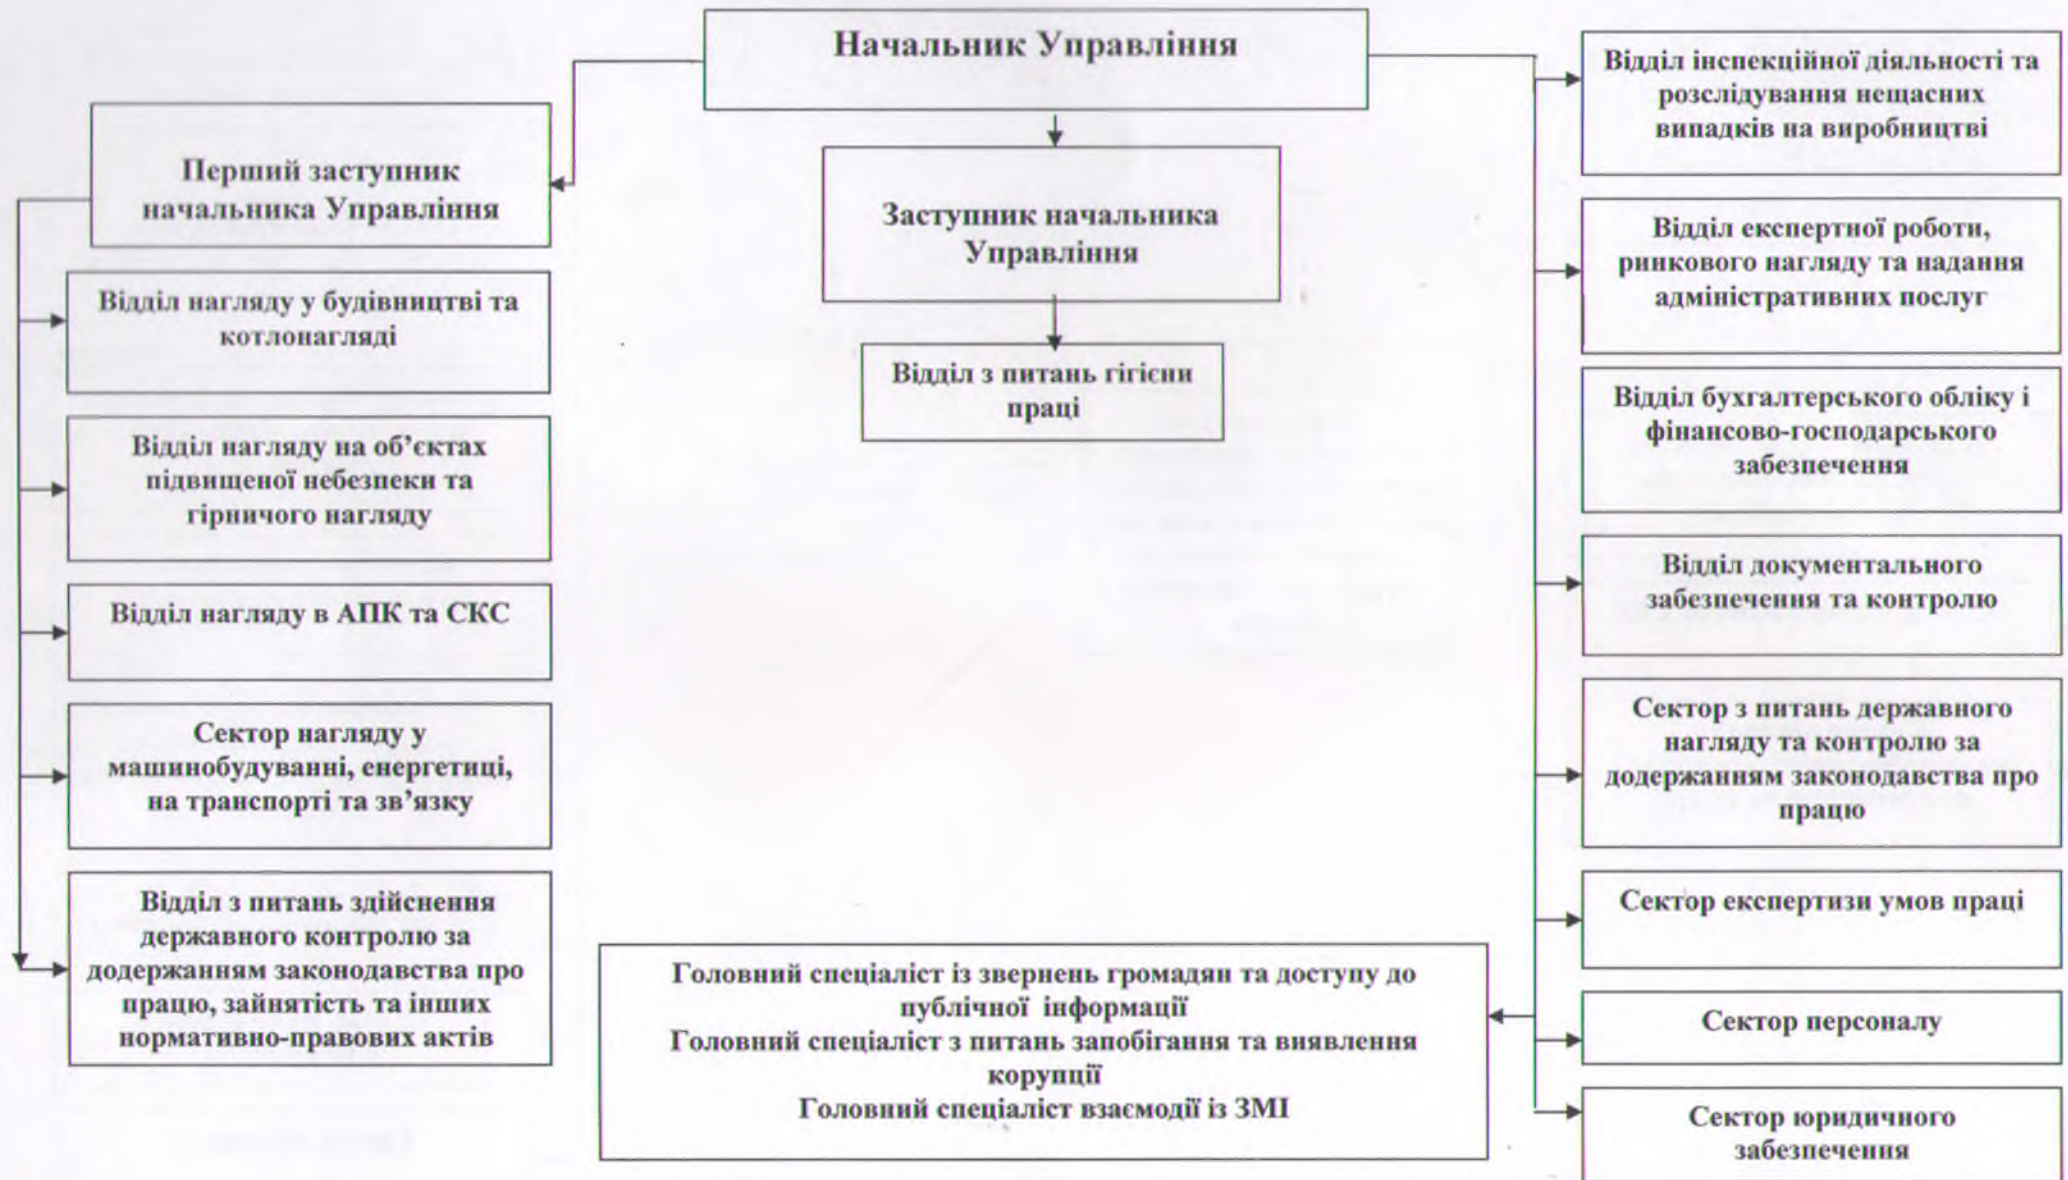 Начальник Управління
Перший заступник
начальника Управління
Відділ нагляду у будівництві та
котлонагляді
Відділ нагляду на об’єктах
підвищеної небезпеки та
гірничого нагляду
Відділ нагляду в АПК та СКС
Сектор нагляду у
машинобудуванні, енергетиці,
на транспорті та зв’язку
Відділ з питань здійснення
державного контролю за
додержанням законодавства про
працю, зайнятість та інших
нормативно-правових актів
Заступник начальника
Управління
Відділ з питань гігієни
праці
Головний спеціаліст із звернень громадян та доступу до
публічної інформації
Головний спеціаліст з питань запобігання та виявлення
корупції
Головний спеціаліст взаємодії із ЗМІ
Відділ інспекційної діяльності та
розслідування нещасних
випадків на виробництві
Відділ експертної роботи,
ринкового нагляду та надання
адміністративних послуг
Відділ бухгалтерського обліку і
фінансово-господарського
забезпечення
Відділ документального
забезпечення та контролю
Сектор з питань державного
нагляду та контролю за
додержанням законодавства про
працю
Сектор експертизи умов праці
Сектор персоналу
Сектор юридичного
забезпечення